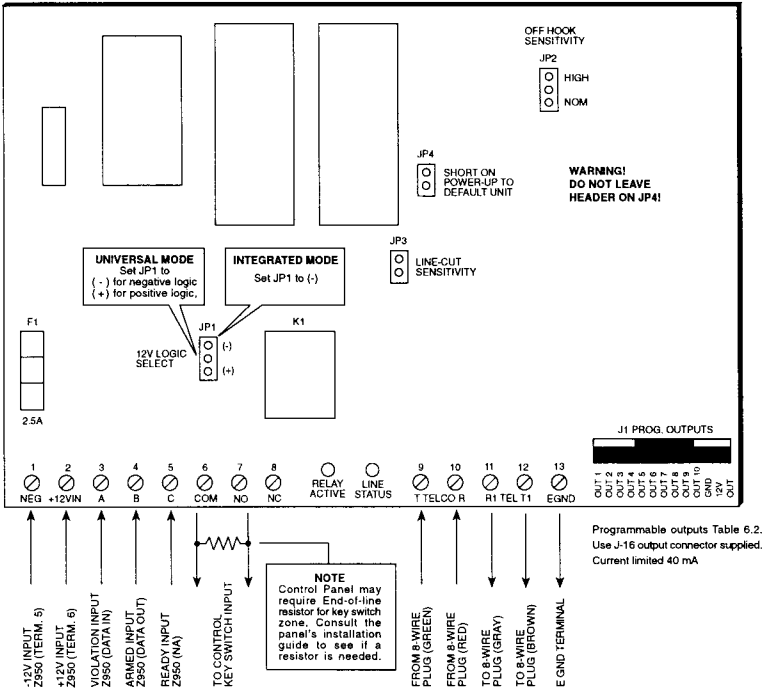 OFF HOOK
SENSITIVITY
JP2
HIGH
NOM
JP4
SHORT ON
POWER-UP TO
DEFAULT UNIT
WARNING!
DO NOT LEAVE
HEADER ON JP4!
JP3
LINE-CUT
SENSITIVITY
UNIVERSAL MODE
Set JP1 to
( - ) for negative logic
( + ) for positive logic,
INTEGRATED MODE
Set JP1 to (-)
F1
2.5A
JP1
12V LOGIC
SELECT
(-)
(+)
K1
J1 PROG. OUTPUTS
OUT 1
OUT 2
OUT 3
OUT 4
OUT 5
OUT 6
OUT 7
OUT 8
OUT 9
OUT 10
GND
12V
OUT
1 2 3 4 5 6 7 8
NEG +12VIN A B C COM NO NC
RELAY
ACTIVE
LINE
STATUS
9 10 11 12 13
T TELCO R R1 TEL T1 EGND
Programmable outputs Table 6.2.
Use J-16 output connector supplied.
Current limited 40 mA
-12V INPUT
Z950 (TERM. 5)
+12V INPUT
Z950 (TERM. 6)
VIOLATION INPUT
Z950 (DATA IN)
ARMED INPUT
Z950 (DATA OUT)
READY INPUT
Z950 (NA)
TO CONTROL
KEY SWITCH INPUT
NOTE
Control Panel may
require End-of-line
resistor for key switch
zone. Consult the
panel's installation
guide to see if a
resistor is needed.
FROM 8-WIRE
PLUG (GREEN)
FROM 8-WIRE
PLUG (RED)
TO 8-WIRE
PLUG (GRAY)
TO 8-WIRE
PLUG (BROWN)
E GND TERMINAL